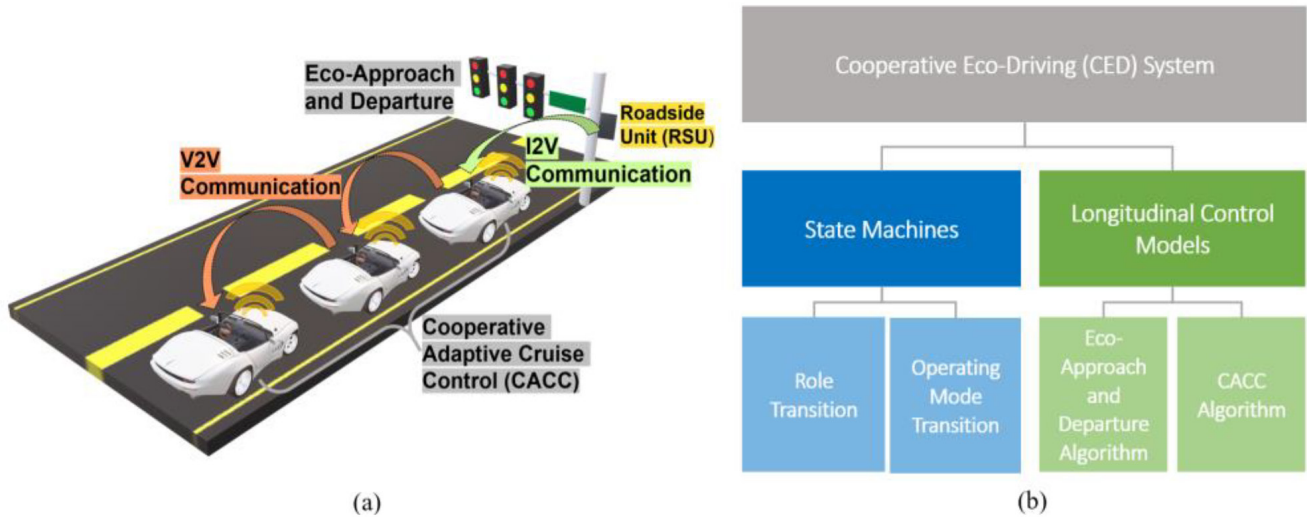 Eco-Approach
and Departure
Roadside
Unit (RSU)
V2V
Communication
I2V
Communication
Cooperative
Adaptive Cruise
Control (CACC)
(a)
Cooperative Eco-Driving (CED) System
State Machines
Longitudinal Control
Models
Role
Transition
Operating
Mode
Transition
Eco-
Approach
and
Departure
Algorithm
CACC
Algorithm
(b)